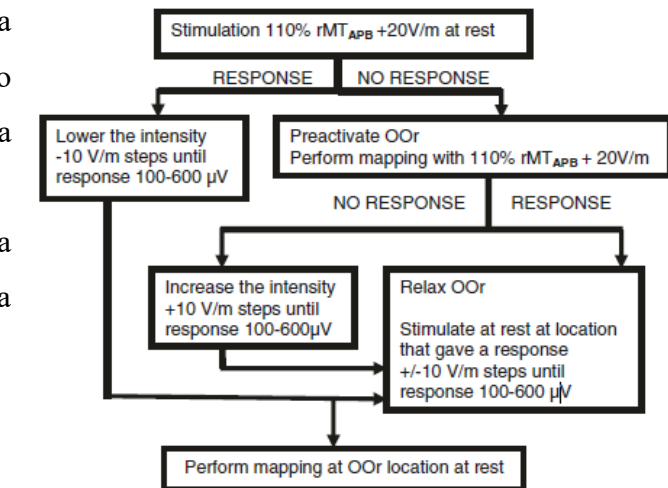 a
o
a
a
a
Stimulation 110% rMTAPB +20V/m at rest
RESPONSE
NO RESPONSE
Lower the intensity
-10 V/m steps until
response 100-600 µV
Preactivate OOr
Perform mapping with 110% rMTAPB + 20V/m
NO RESPONSE
RESPONSE
Increase the intensity
+10 V/m steps until
response 100-600µV
Relax OOr
Stimulate at rest at location
that gave a response
+/-10 V/m steps until
response 100-600 µV
Perform mapping at OOr location at rest